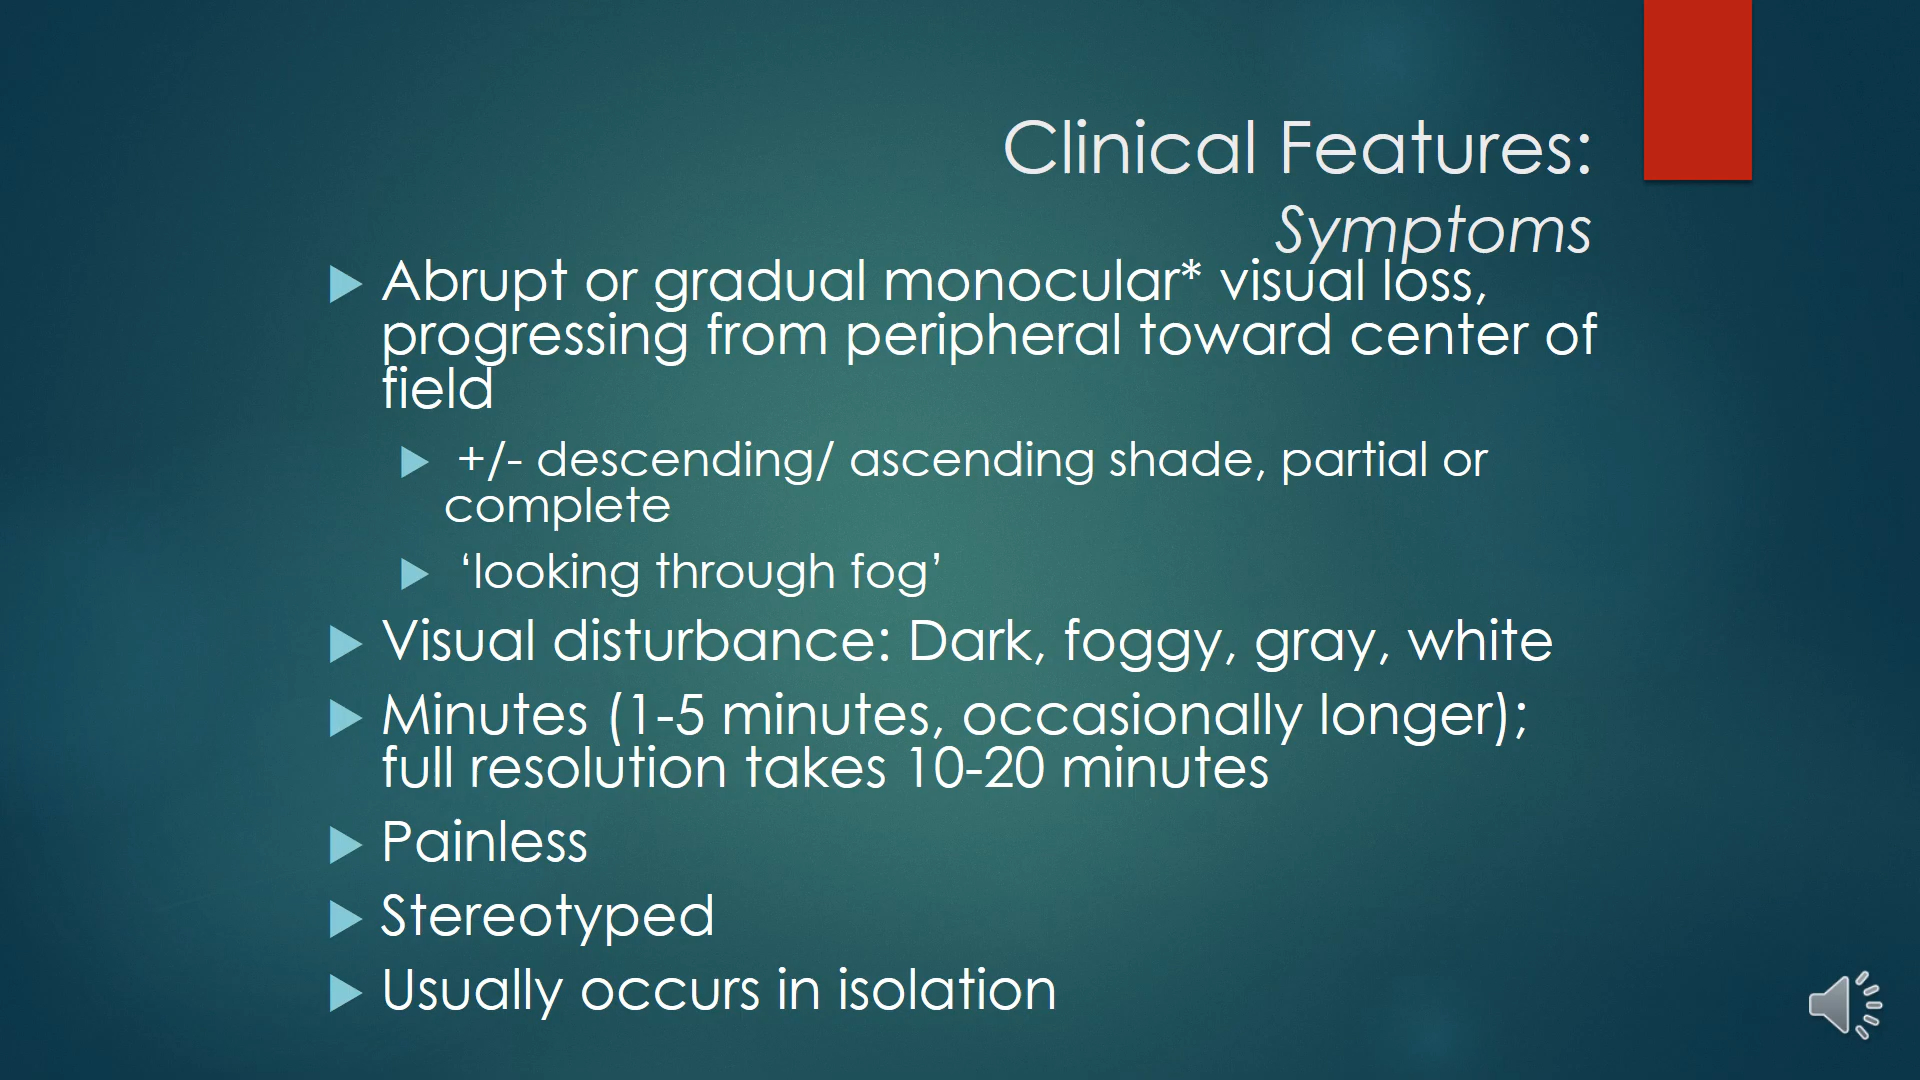 Clinical Features:
Symptoms
Abrupt or gradual monocular* visual loss,
progressing from peripheral toward center of
field
+/- descending/ ascending shade, partial or
complete
‘looking through fog’
Visual disturbance: Dark, foggy, gray, white
Minutes (1-5 minutes, occasionally longer);
full resolution takes 10-20 minutes
Painless
Stereotyped
Usually occurs in isolation